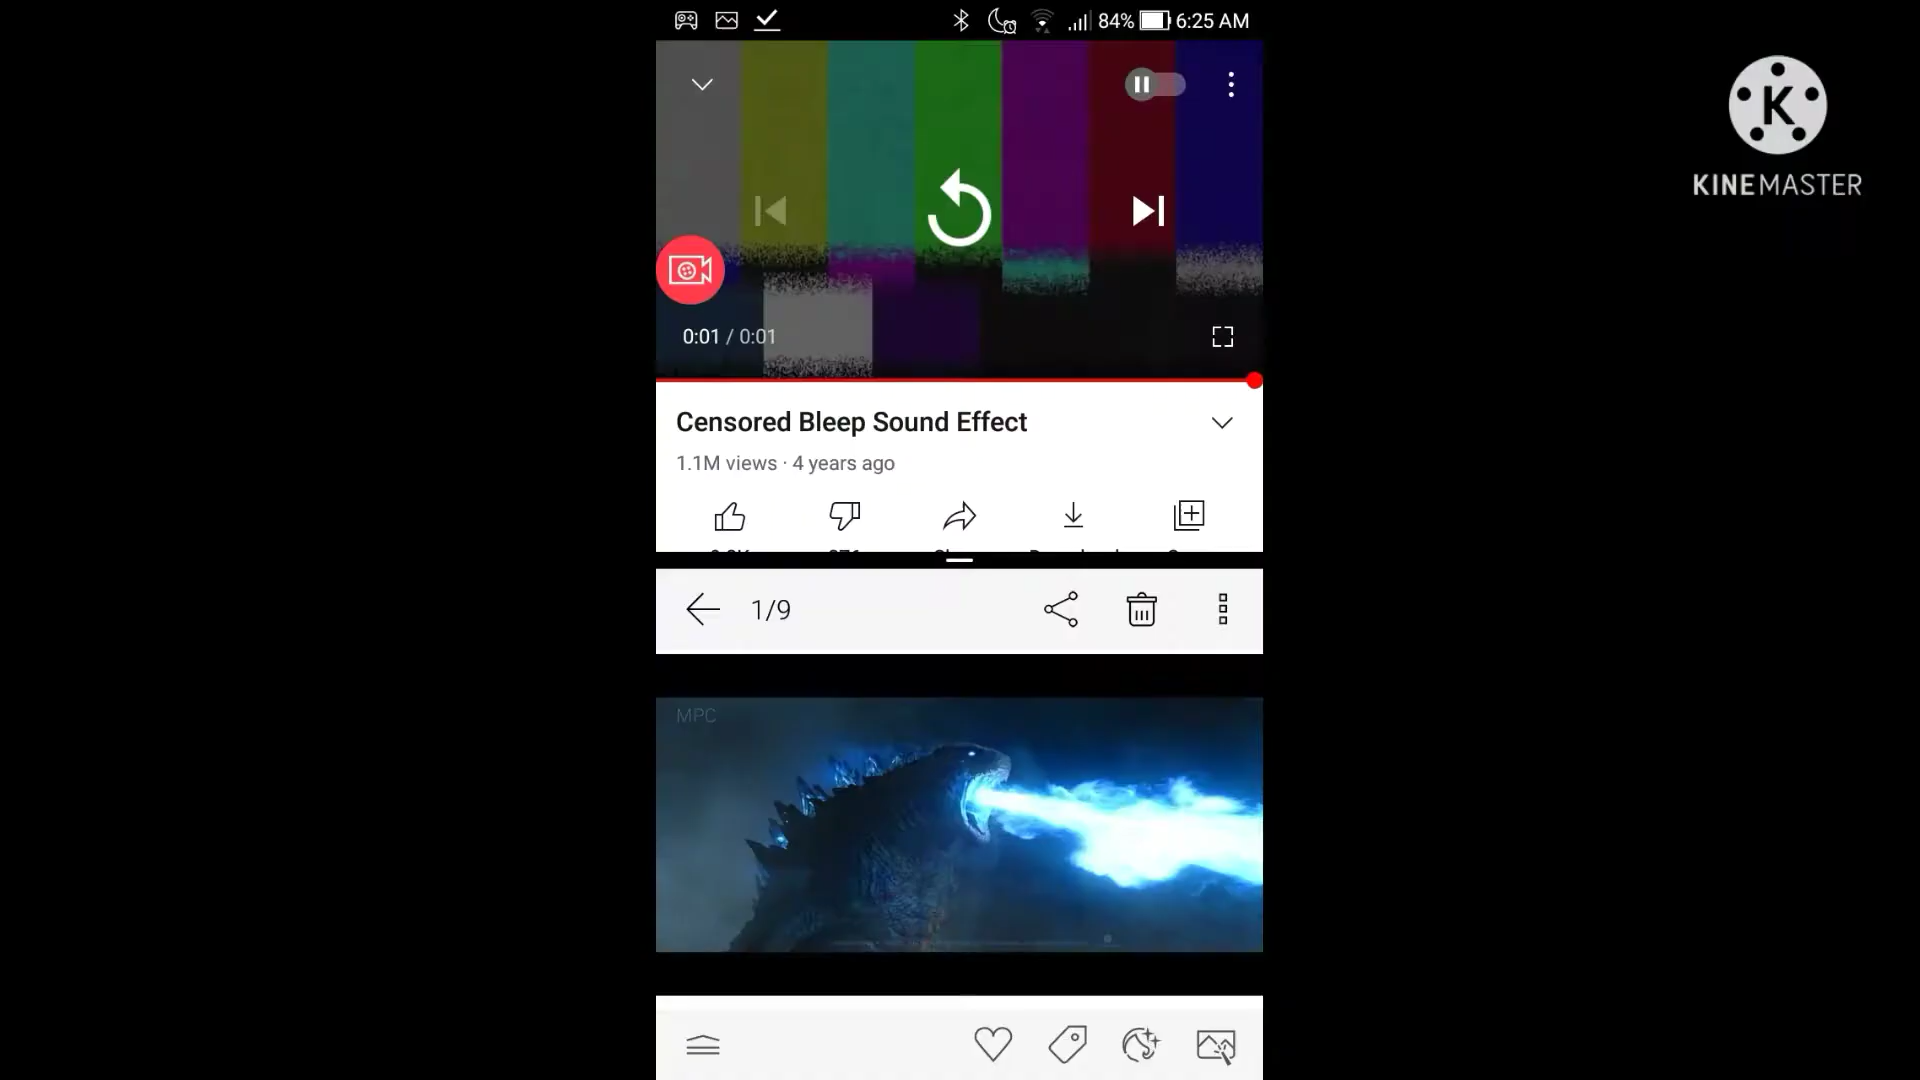 84% 6:25 AM
K
KINEMASTER
0:01 / 0:01
Censored Bleep Sound Effect
1.1M views · 4 years ago
1/9
MPC